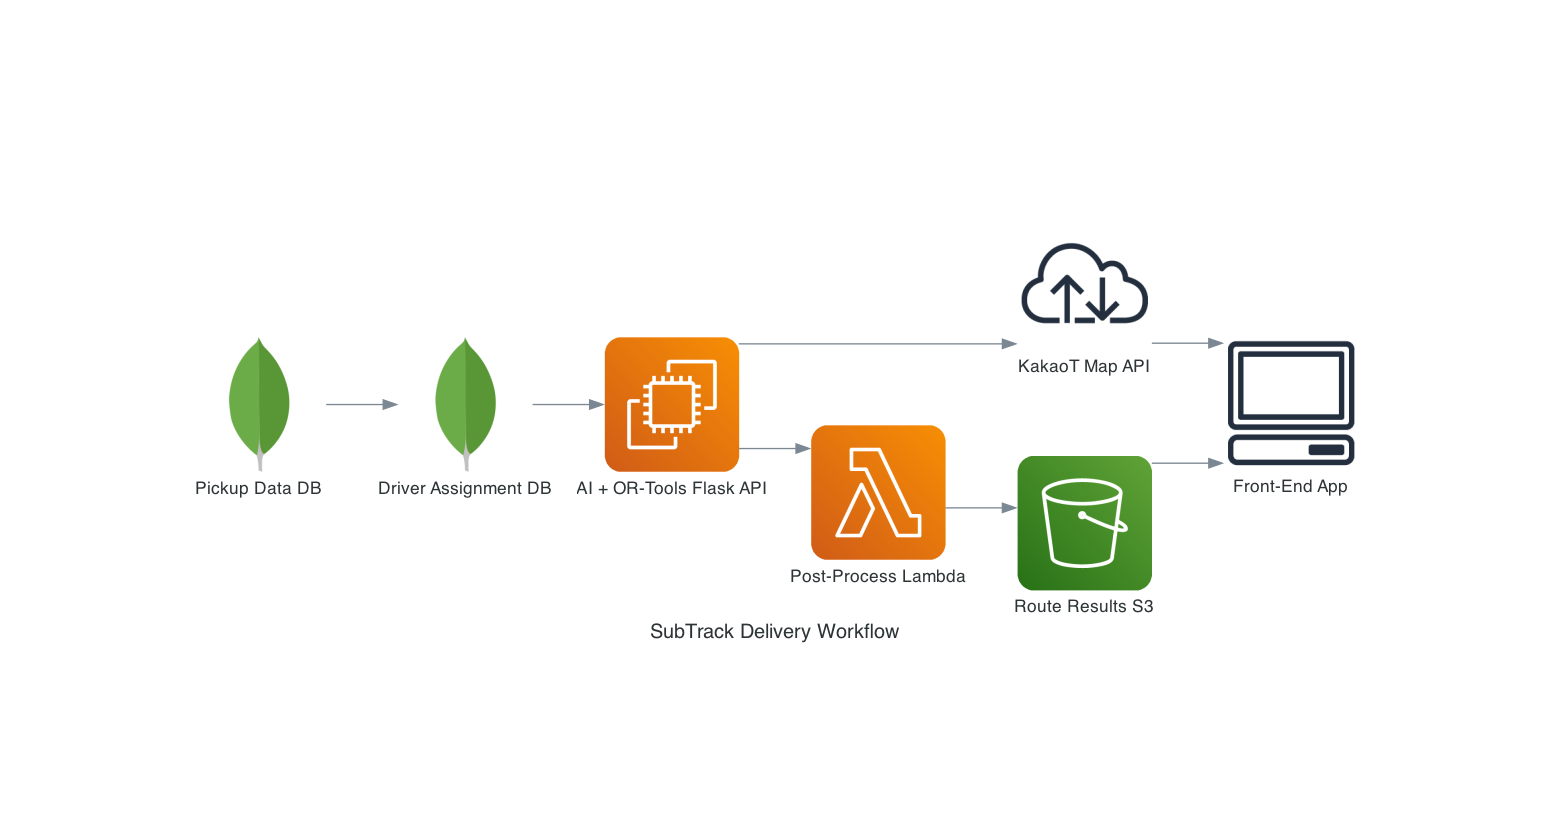 KakaoT Map API
Pickup Data DB
Driver Assignment DB
AI + OR-Tools Flask API
Front-End App
Post-Process Lambda
Route Results S3
SubTrack Delivery Workflow